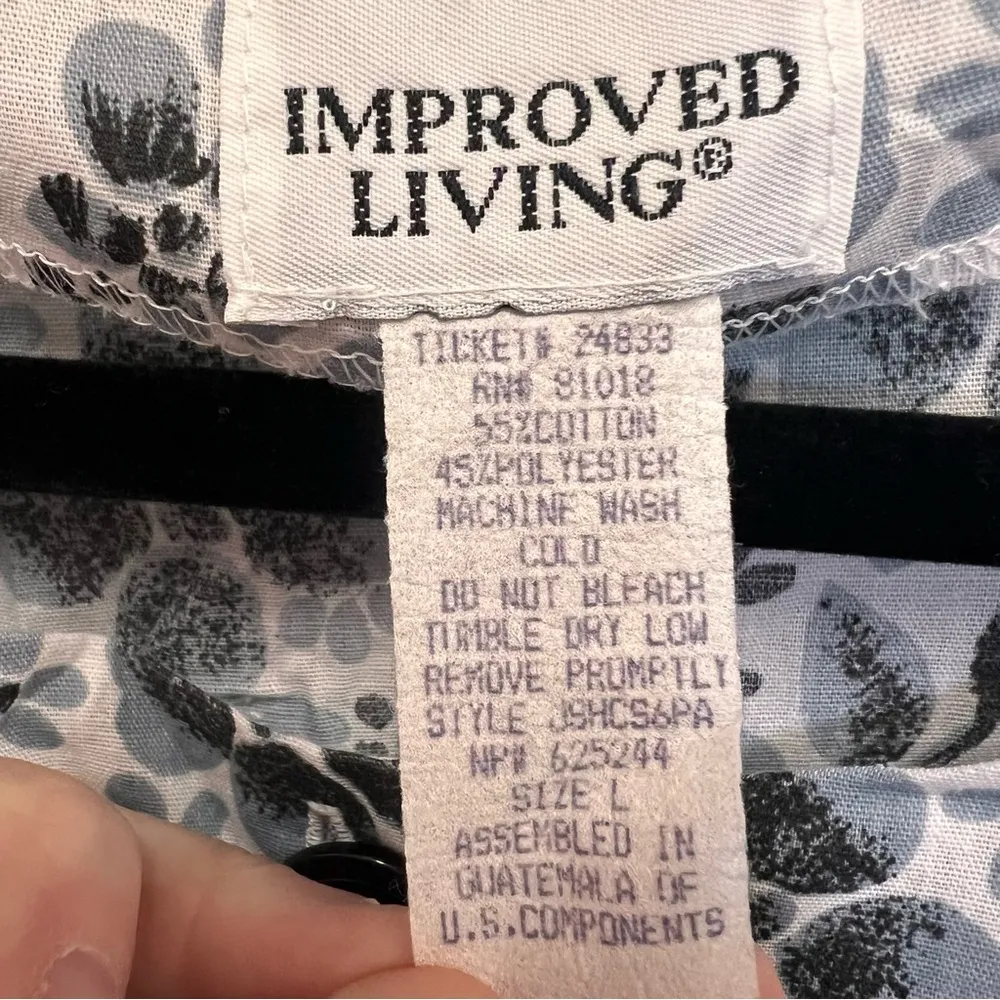 IMPROVED
LIVING®
TICKET# 24833
RN# 81018
55%COTTON
45%POLYESTER
MACHINE WASH
COLD
DO NOT BLEACH
TUMBLE DRY LOW
REMOVE PROMPTLY
STYLE JSHCS6PA
NP# 625244
SIZE L
ASSEMBLED IN
GUATEMALA OF
U.S.COMPONENTS